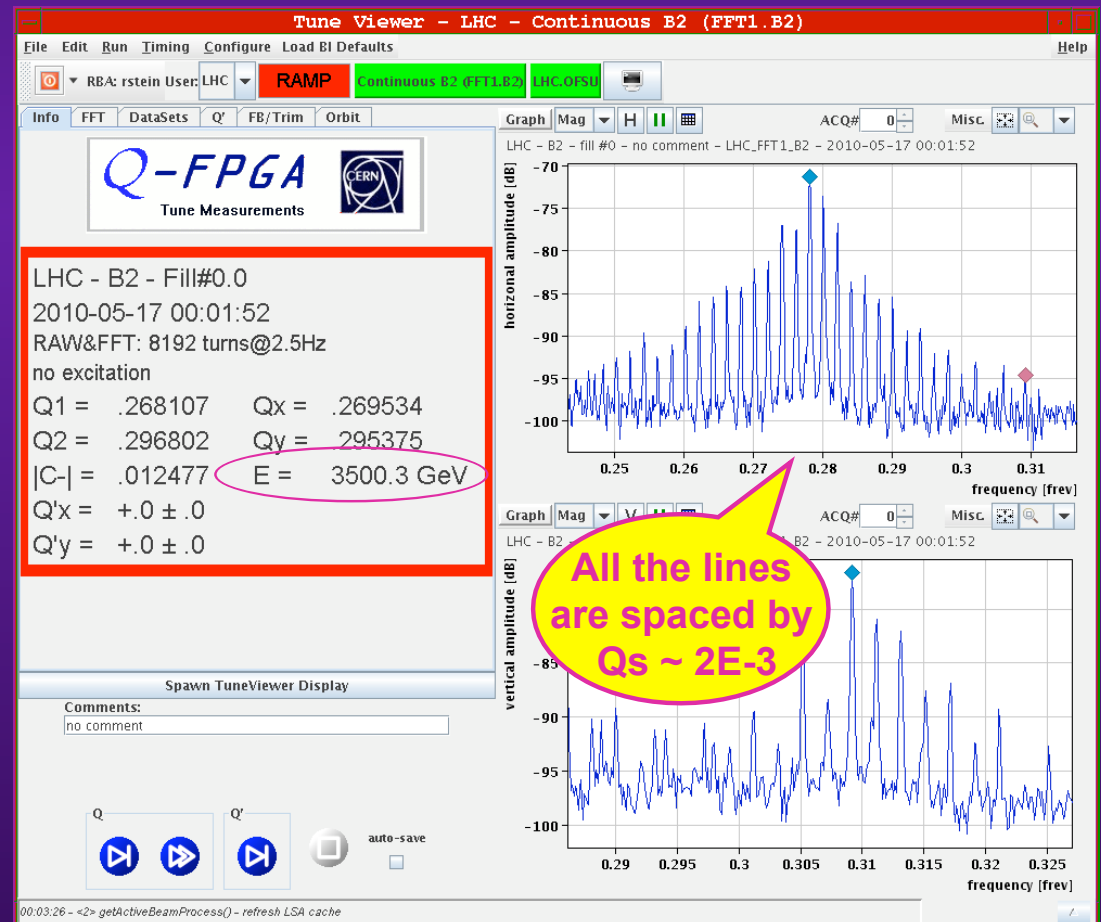 Tune Viewer – LHC – Continuous B2 (FFT1.B2)
File Edit Run Timing Configure Load BI Defaults Help
RBA: rstein User: LHC RAMP Continuous B2 (FFT1.B2) LHC.OFSU
Info FFT DataSets Q' FB/Trim Orbit
Q-FPGA
Tune Measurements
CERN
LHC - B2 - Fill#0.0
2010-05-17 00:01:52
RAW&FFT: 8192 turns@2.5Hz
no excitation
Q1 = .268107 Qx = .269534
Q2 = .296802 Qy = .295375
|C-| = .012477 E = 3500.3 GeV
Q'x = +.0 ± .0
Q'y = +.0 ± .0
Spawn TuneViewer Display
Comments:
no comment
Q Q'
auto-save
00:03:26 – <2> getActiveBeamProcess() – refresh LSA cache
Graph Mag H ACQ# 0 Misc.
LHC – B2 – fill #0 – no comment – LHC_FFT1_B2 – 2010-05-17 00:01:52
horizonal amplitude [dB]
-70
-75
-80
-85
-90
-95
-100
0.25 0.26 0.27 0.28 0.29 0.3 0.31
frequency [frev]
Graph Mag V ACQ# 0 Misc.
LHC – B2 B2 – 2010-05-17 00:01:52
All the lines
are spaced by
Qs ~ 2E-3
vertical amplitude [dB]
-85
-90
-95
-100
0.29 0.295 0.3 0.305 0.31 0.315 0.32 0.325
frequency [frev]